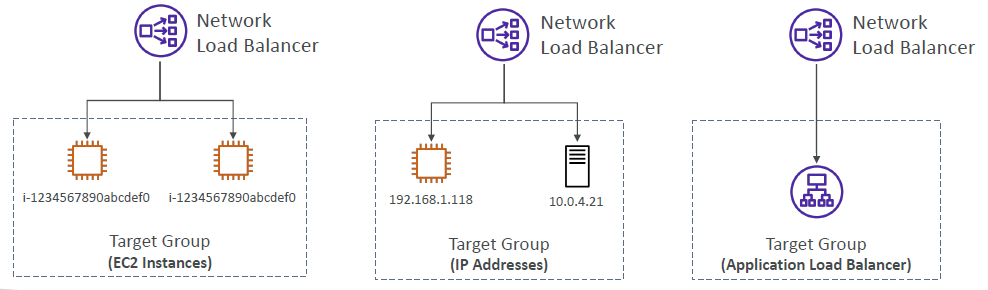 Network
Load Balancer
i-1234567890abcdef0
i-1234567890abcdef0
Target Group
(EC2 Instances)
Network
Load Balancer
192.168.1.118
10.0.4.21
Target Group
(IP Addresses)
Network
Load Balancer
Target Group
(Application Load Balancer)